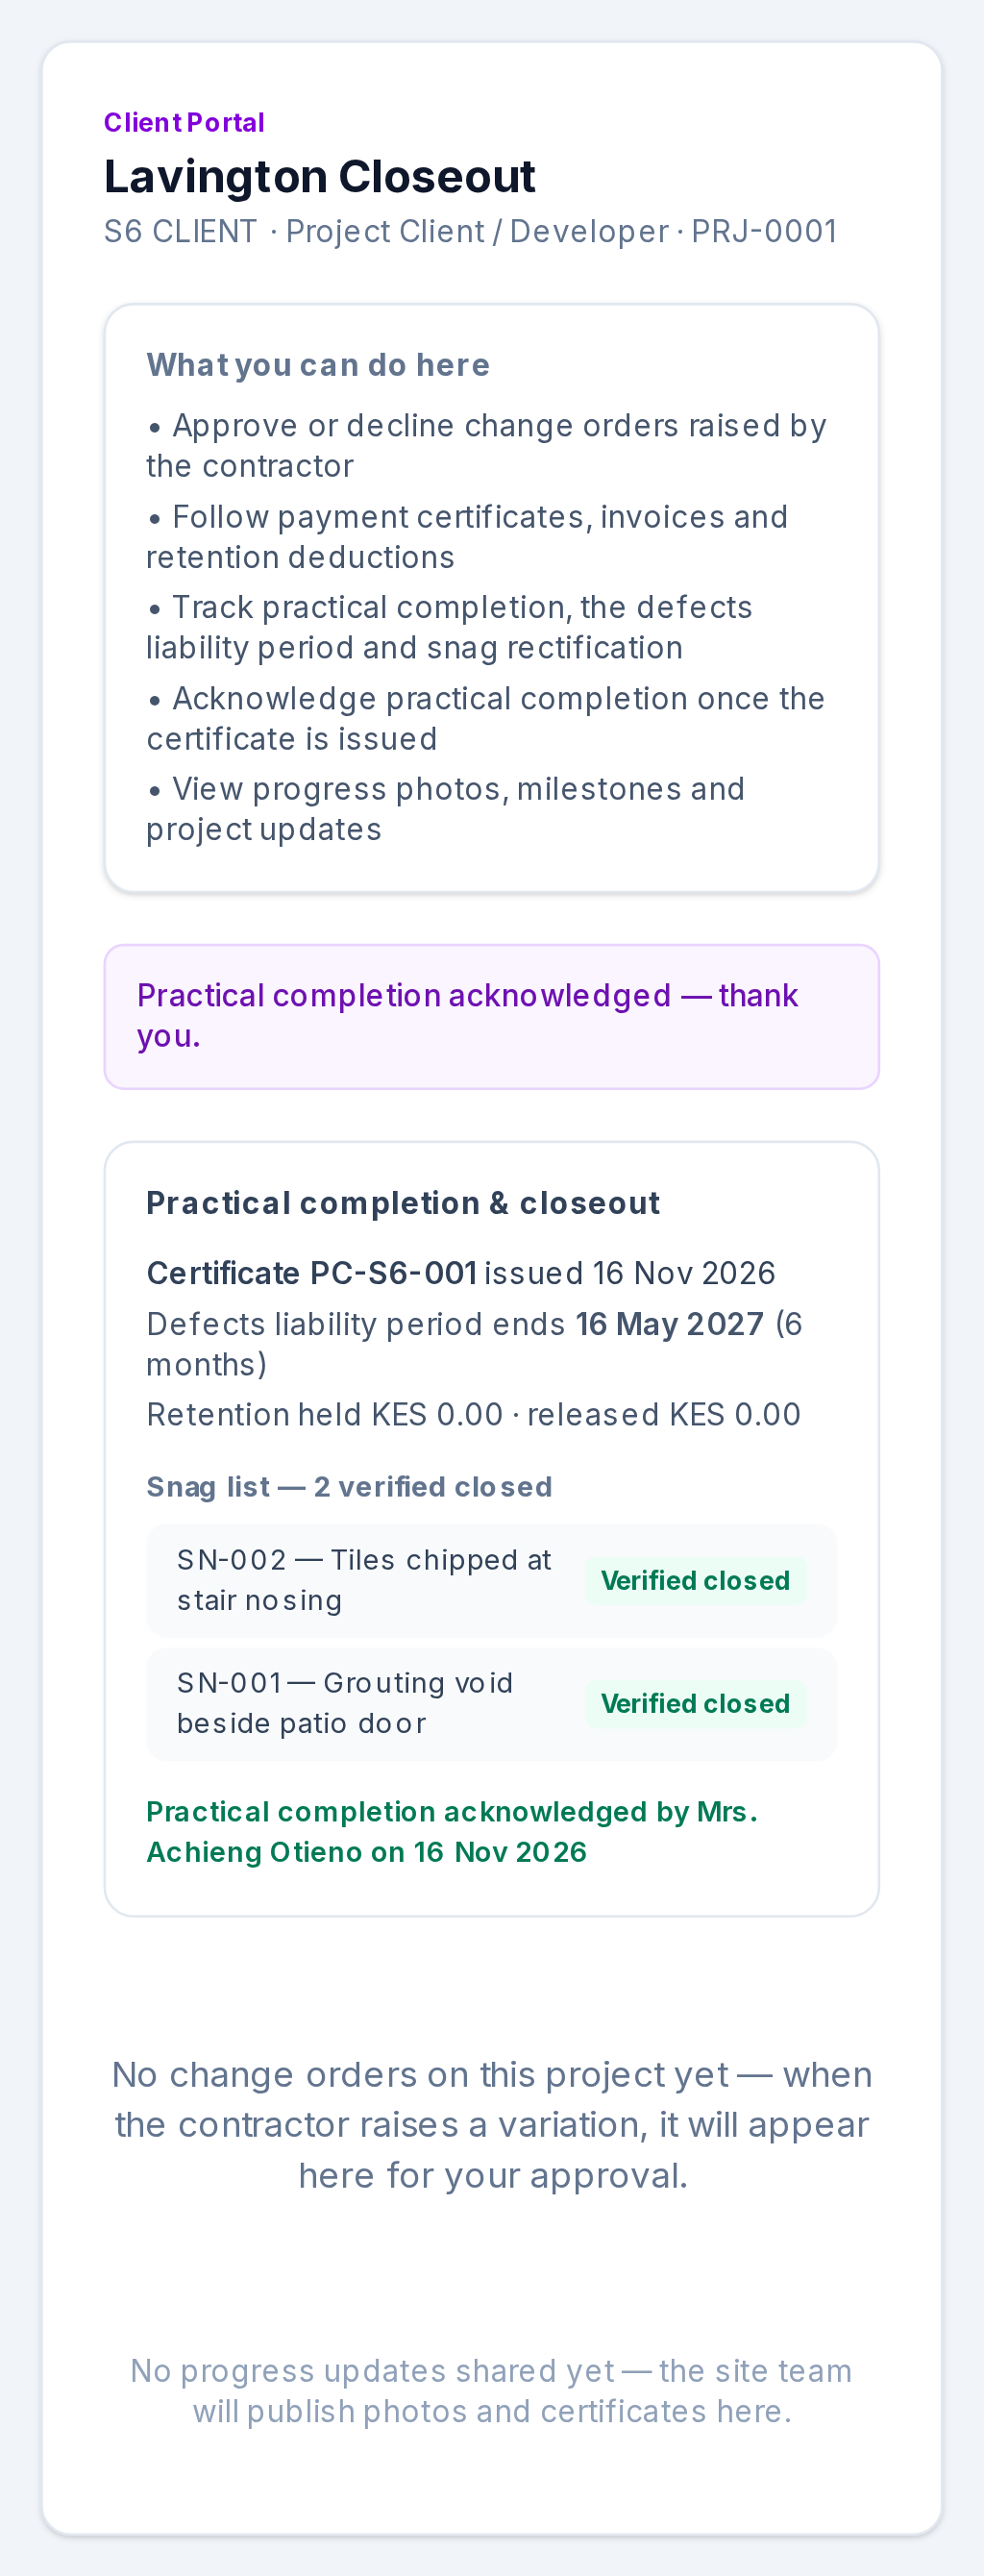 Client Portal
Lavington Closeout
S6 CLIENT · Project Client / Developer · PRJ-0001
What you can do here
• Approve or decline change orders raised by
the contractor
• Follow payment certificates, invoices and
retention deductions
• Track practical completion, the defects
liability period and snag rectification
• Acknowledge practical completion once the
certificate is issued
• View progress photos, milestones and
project updates
Practical completion acknowledged — thank
you.
Practical completion & closeout
Certificate PC-S6-001 issued 16 Nov 2026
Defects liability period ends 16 May 2027 (6
months)
Retention held KES 0.00 · released KES 0.00
Snag list — 2 verified closed
SN-002 — Tiles chipped at
stair nosing
Verified closed
SN-001 — Grouting void
beside patio door
Verified closed
Practical completion acknowledged by Mrs.
Achieng Otieno on 16 Nov 2026
No change orders on this project yet — when
the contractor raises a variation, it will appear
here for your approval.
No progress updates shared yet — the site team
will publish photos and certificates here.